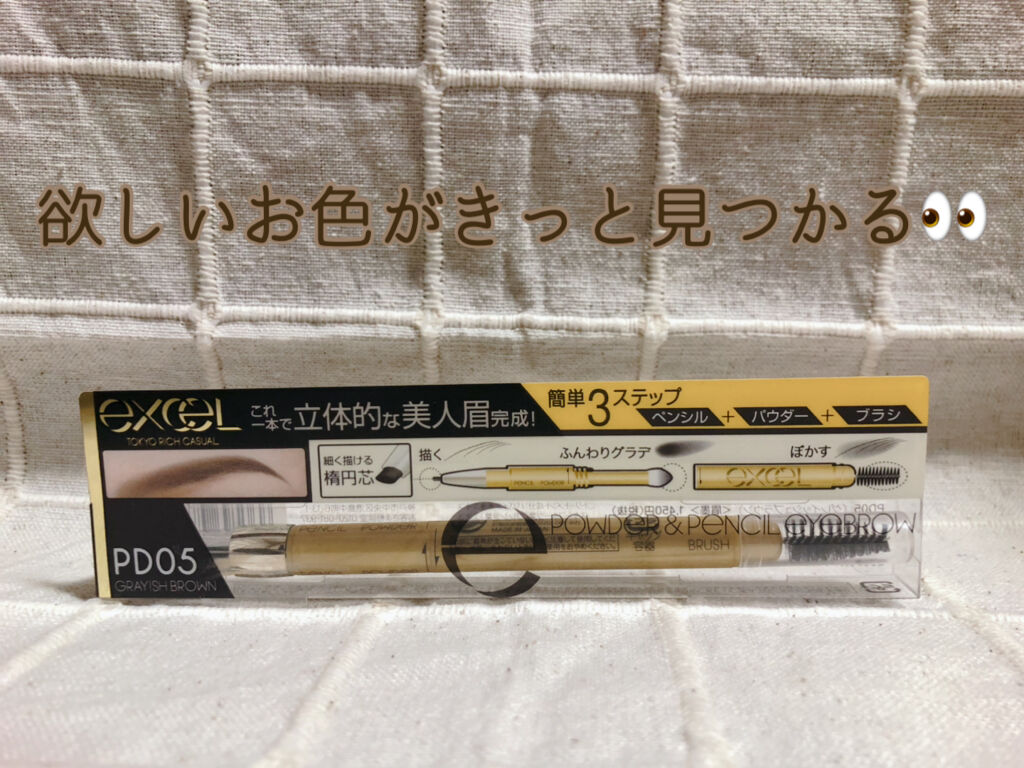 欲しいお色がきっと見つかる👀
excel
TOKYO RICH CASUAL
これ一本で立体的な美人眉完成!
簡単3ステップ
ペンシル + パウダー + ブラシ
細く描ける
楕円芯
描く
ふんわりグラデ
ぼかす
PENCIL POWDER
excel
POWDER & PENCIL EYEBROW
BRUSH
PD05
GRAYISH BROWN